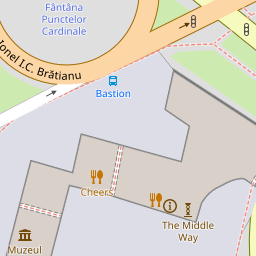 Fântâna
Punctelor
Cardinale
Ionel I.C. Brătianu
Bastion
Cheers
The Middle
Way
Muzeul